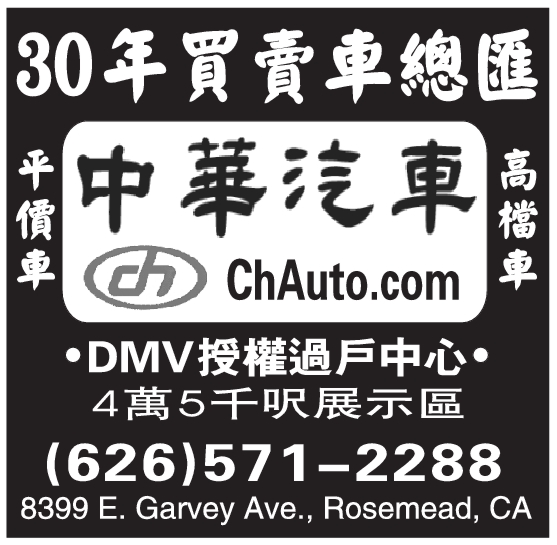 30年買賣車總匯
平價車
中華汽車
高檔車
ch ChAuto.com
•DMV授權過戶中心•
4萬5千呎展示區
(626)571-2288
8399 E. Garvey Ave., Rosemead, CA